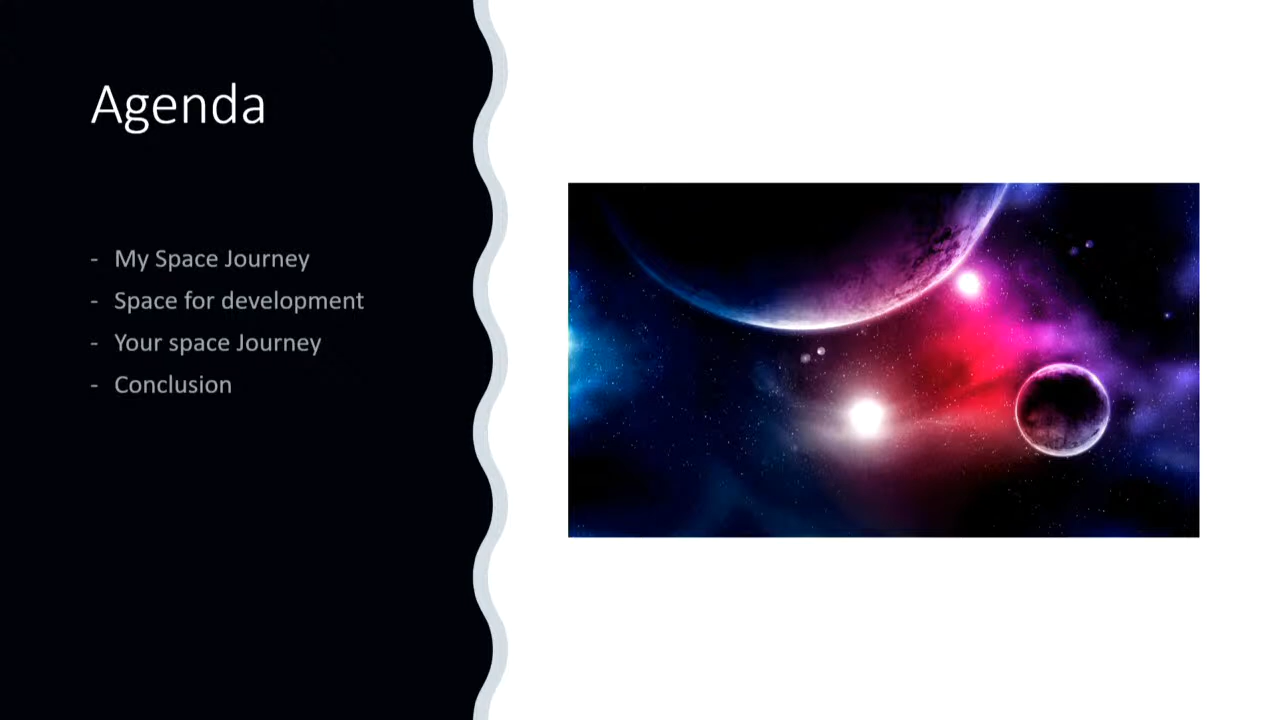 Agenda
- My Space Journey
- Space for development
- Your space Journey
- Conclusion